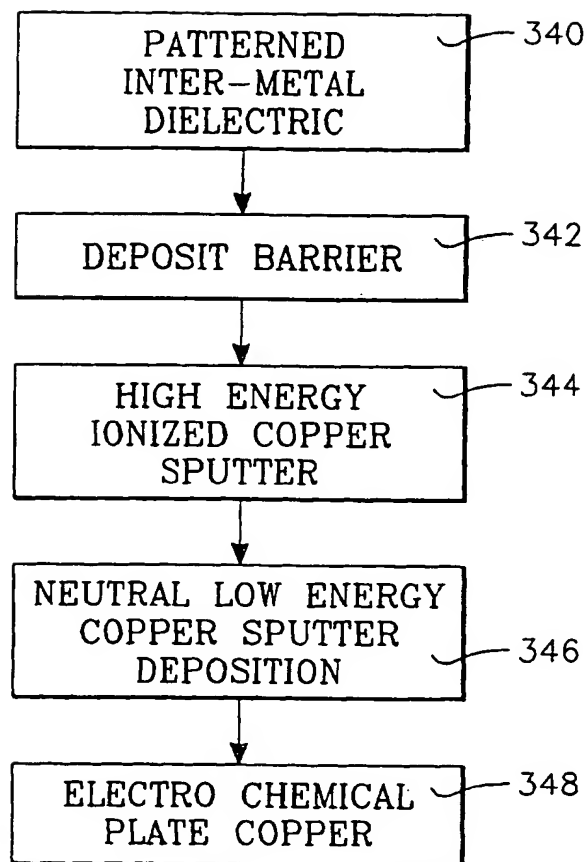 PATTERNED
INTER-METAL
DIELECTRIC
340
DEPOSIT BARRIER
342
HIGH ENERGY
IONIZED COPPER
SPUTTER
344
NEUTRAL LOW ENERGY
COPPER SPUTTER
DEPOSITION
346
ELECTRO CHEMICAL
PLATE COPPER
348